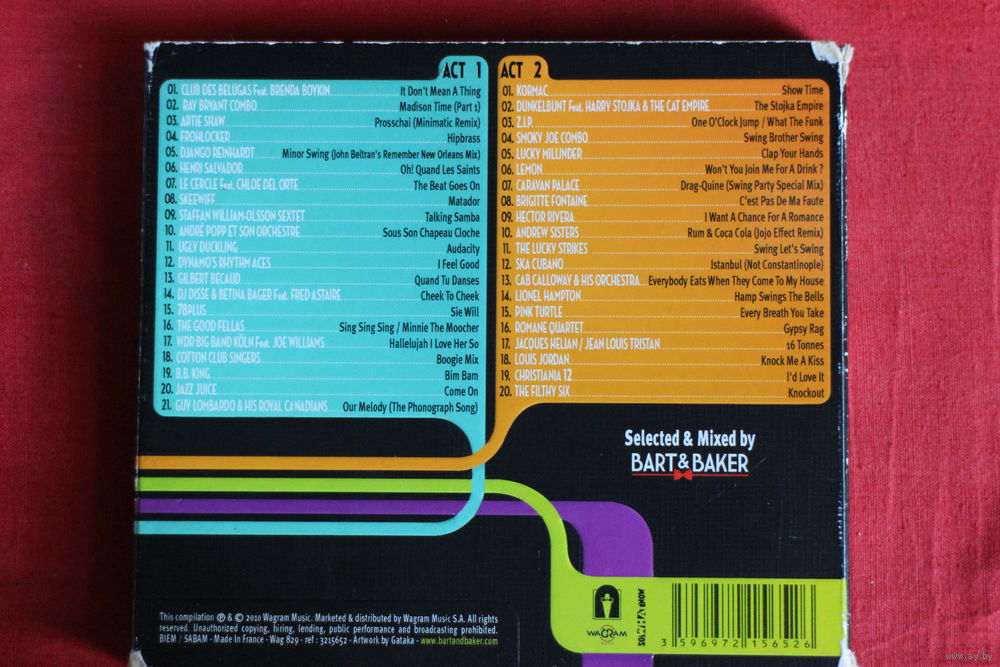 ACT 1
01. CLUB DES BELUGAS Feat. BRENDA BOYKIN It Don't Mean A Thing
02. RAY BRYANT COMBO Madison Time (Part 1)
03. ARTIE SHAW Prosschai (Minimatic Remix)
04. FROHLOCKER Hipbrass
05. DJANGO REINHARDT Minor Swing (John Beltran's Remember New Orleans Mix)
06. HENRI SALVADOR Oh! Quand Les Saints
07. LE CERCLE Feat. CHLOE DEL ORTE The Beat Goes On
08. SKEEWIFF Matador
09. STAFFAN WILLIAM-OLSSON SEXTET Talking Samba
10. ANDRÉ POPP ET SON ORCHESTRE Sous Son Chapeau Cloche
11. UGLY DUCKLING Audacity
12. DYNAMO'S RHYTHM ACES I Feel Good
13. GILBERT BECAUD Quand Tu Danses
14. DJ DISSE & BETINA BAGER Feat. FRED ASTAIRE Cheek To Cheek
15. 78PLUS Sie Will
16. THE GOOD FELLAS Sing Sing Sing / Minnie The Moocher
17. WDR BIG BAND KÖLN Feat. JOE WILLIAMS Hallelujah I Love Her So
18. COTTON CLUB SINGERS Boogie Mix
19. B.B. KING Bim Bam
20. JAZZ JUICE Come On
21. GUY LOMBARDO & HIS ROYAL CANADIANS Our Melody (The Phonograph Song)
ACT 2
01. KORMAC Show Time
02. DUNKELBUNT Feat. HARRY STOJKA & THE CAT EMPIRE The Stojka Empire
03. Z.I.P. One O'Clock Jump / What The Funk
04. SMOKY JOE COMBO Swing Brother Swing
05. LUCKY MILLINDER Clap Your Hands
06. LEMON Won't You Join Me For A Drink ?
07. CARAVAN PALACE Drag-Quine (Swing Party Special Mix)
08. BRIGITTE FONTAINE C'est Pas De Ma Faute
09. HECTOR RIVERA I Want A Chance For A Romance
10. ANDREW SISTERS Rum & Coca Cola (Jojo Effect Remix)
11. THE LUCKY STRIKES Swing Let's Swing
12. SKA CUBANO Istanbul (Not Constantinople)
13. CAB CALLOWAY & HIS ORCHESTRA Everybody Eats When They Come To My House
14. LIONEL HAMPTON Hamp Swings The Bells
15. PINK TURTLE Every Breath You Take
16. ROMANE QUARTET Gypsy Rag
17. JACQUES HELIAN / JEAN LOUIS TRISTAN 16 Tonnes
18. LOUIS JORDAN Knock Me A Kiss
19. CHRISTIANIA 12 I'd Love It
20. THE FILTHY SIX Knockout
Selected & Mixed by
BART & BAKER
This compilation ℗ & © 2010 Wagram Music. Marketed & distributed by Wagram Music S.A. All rights
reserved. Unauthorized copying, hiring, lending, public performance and broadcasting prohibited.
BIEM / SABAM - Made In France - Wag 829 - ref : 3215652 - Artwork by Gataka - www.bartandbaker.com
WAGRAM
MUSIC
3 596972 156526
www.ay.by